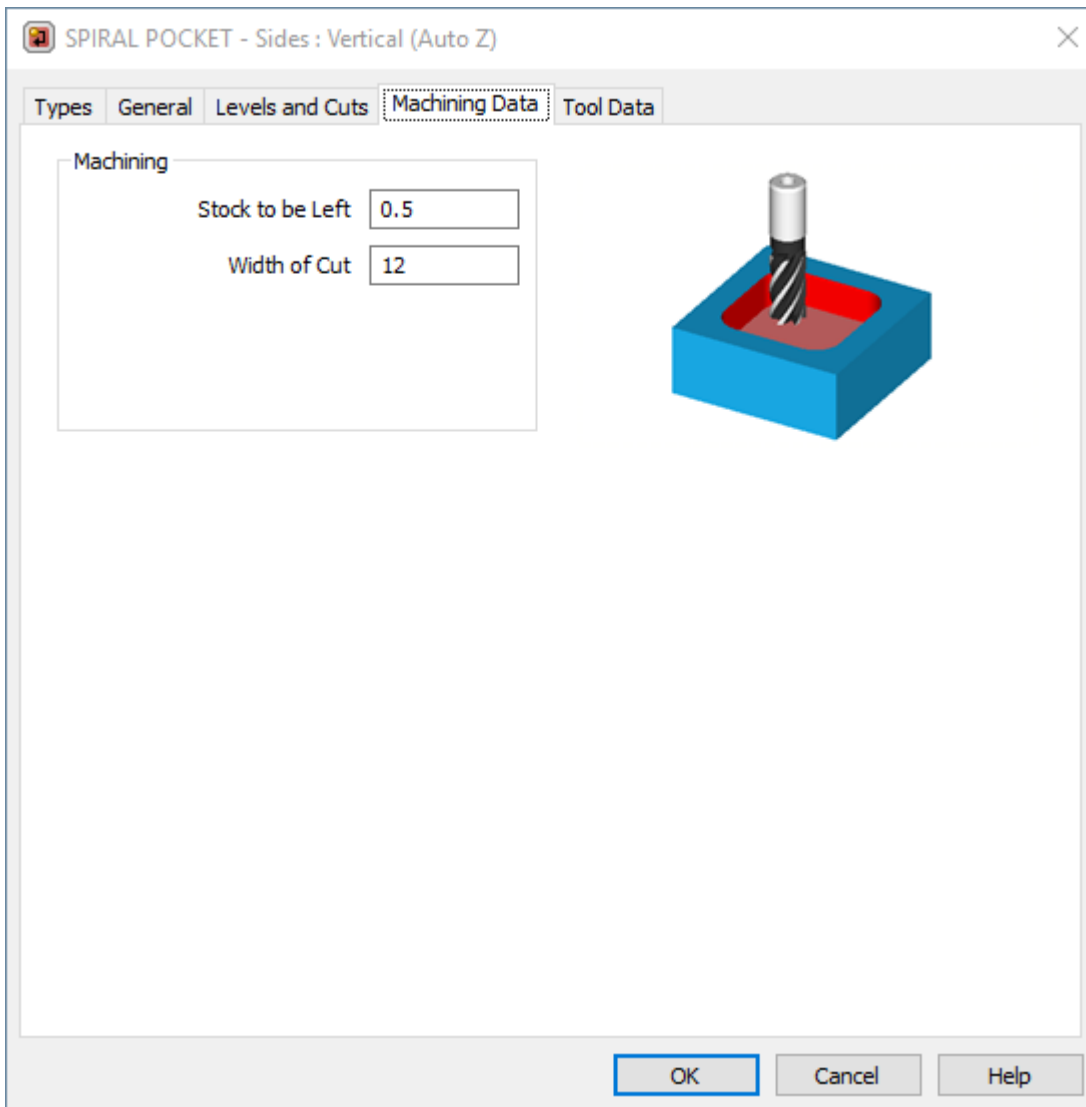 SPIRAL POCKET - Sides : Vertical (Auto Z)
Types General Levels and Cuts Machining Data Tool Data
Machining
Stock to be Left 0.5
Width of Cut 12
OK Cancel Help